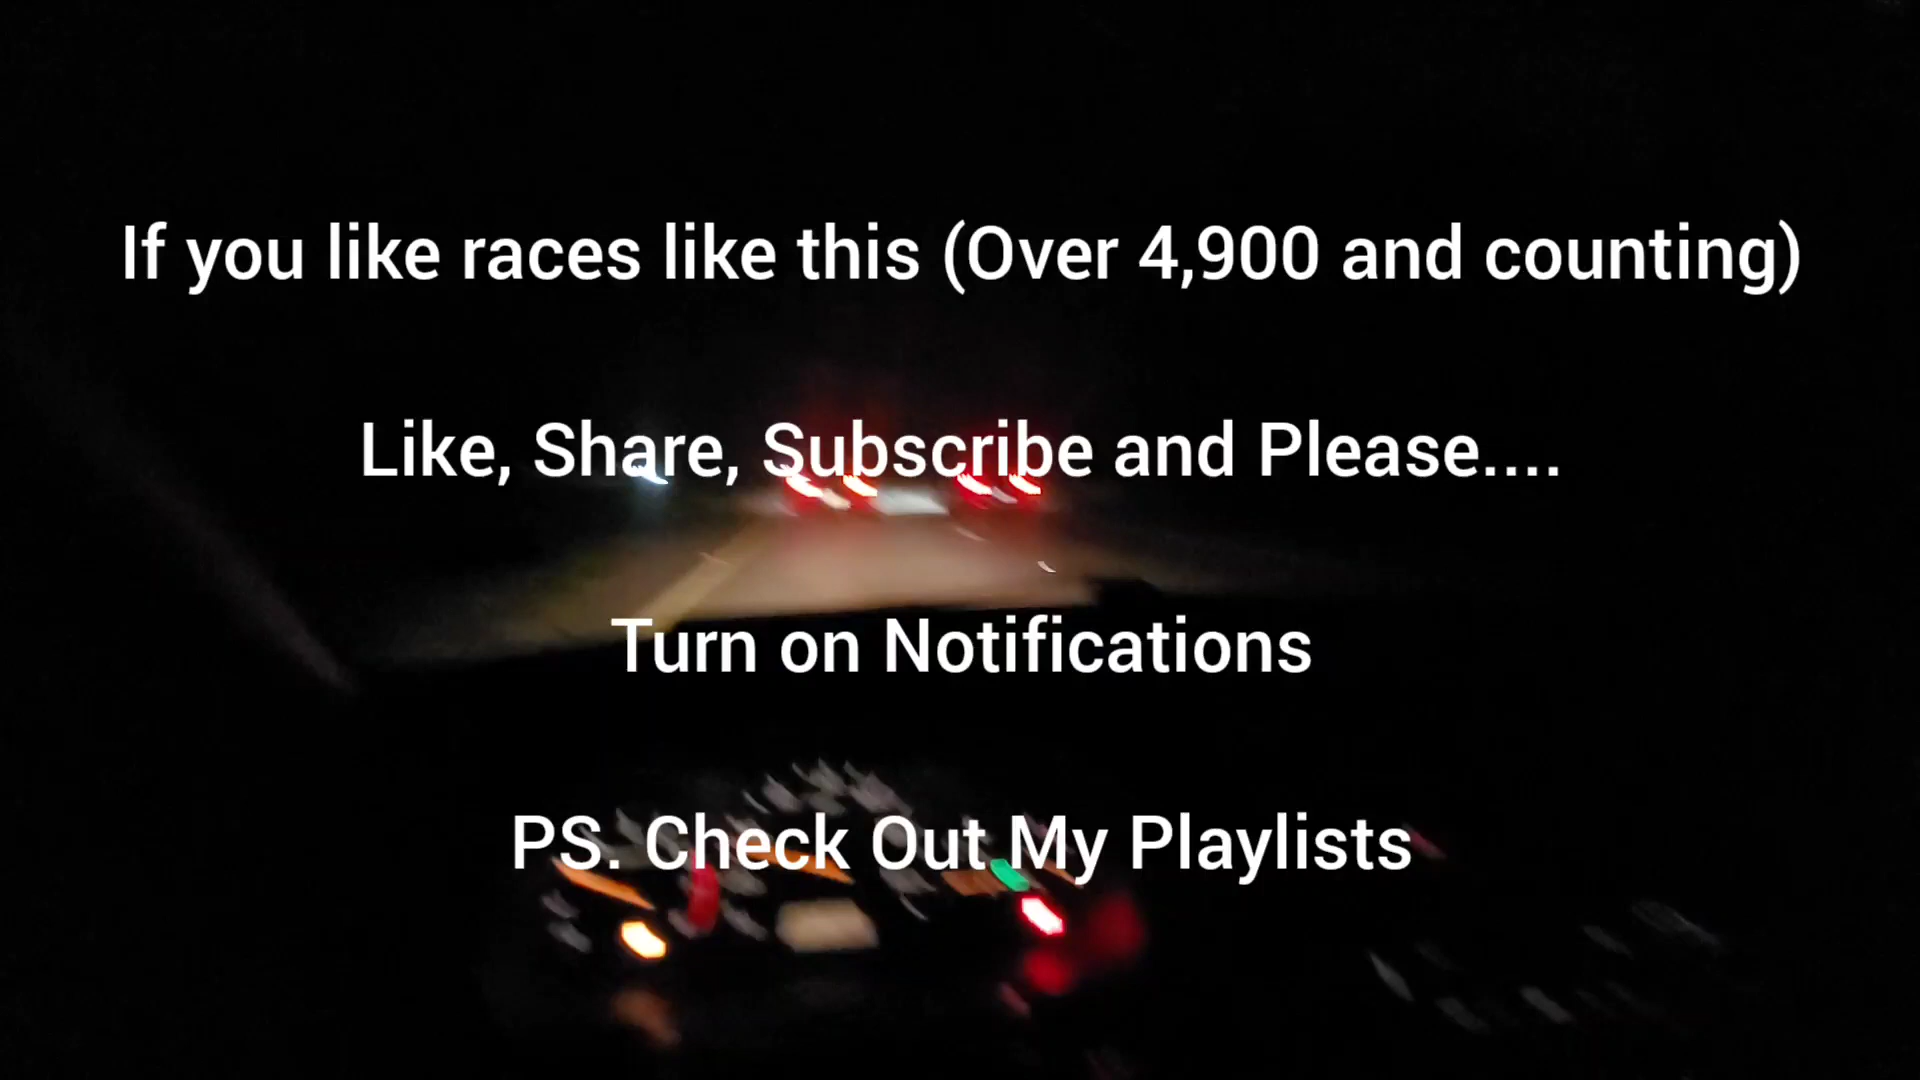 If you like races like this (Over 4,900 and counting)
Like, Share, Subscribe and Please....
Turn on Notifications
PS. Check Out My Playlists